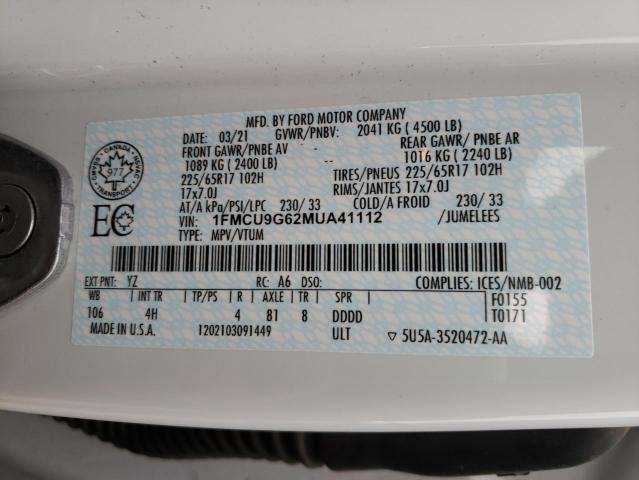 MFD. BY FORD MOTOR COMPANY
DATE: 03/21 GVWR/PNBV: 2041 KG ( 4500 LB)
FRONT GAWR/PNBE AV REAR GAWR/ PNBE AR
1089 KG ( 2400 LB) 1016 KG ( 2240 LB)
225/65R17 102H TIRES/PNEUS 225/65R17 102H
17x7.0J RIMS/JANTES 17x7.0J
AT/A kPa/PSI/LPC 230/ 33 COLD/A FROID 230/ 33
VIN: 1FMCU9G62MUA41112 /JUMELEES
TYPE: MPV/VTUM
CANADA
977
TRANSPORT
EC
EXT PNT: YZ RC: A6 DSO: COMPLIES: ICES/NMB-002
WB INT TR TP/PS R AXLE TR SPR F0155
106 4H 4 81 8 DDDD T0171
MADE IN U.S.A. 1202103091449 ULT 5U5A-3520472-AA